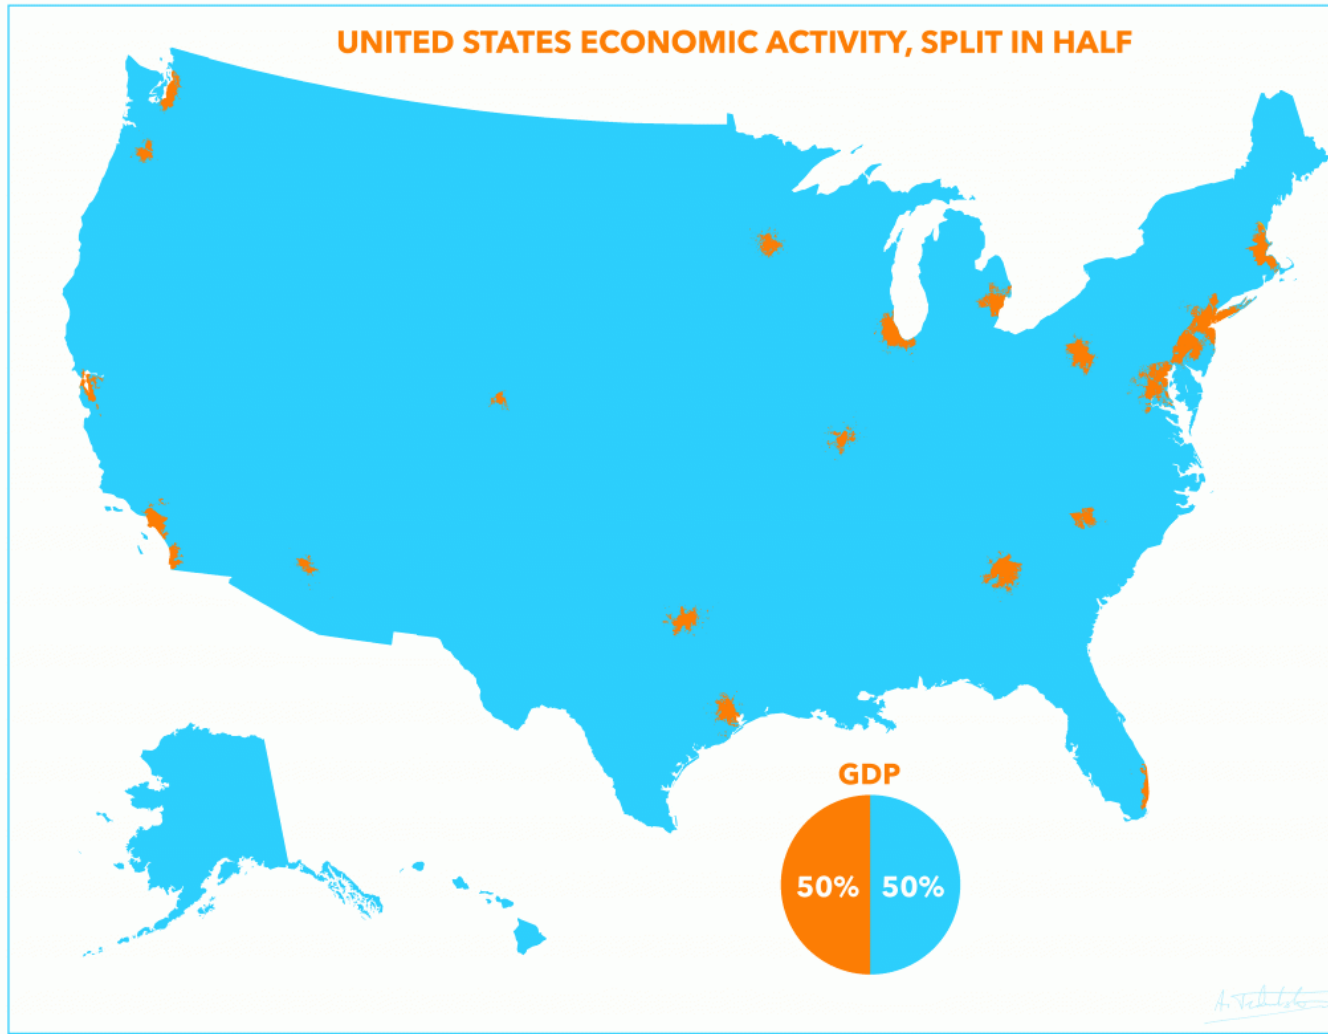 UNITED STATES ECONOMIC ACTIVITY, SPLIT IN HALF
GDP
50% 50%